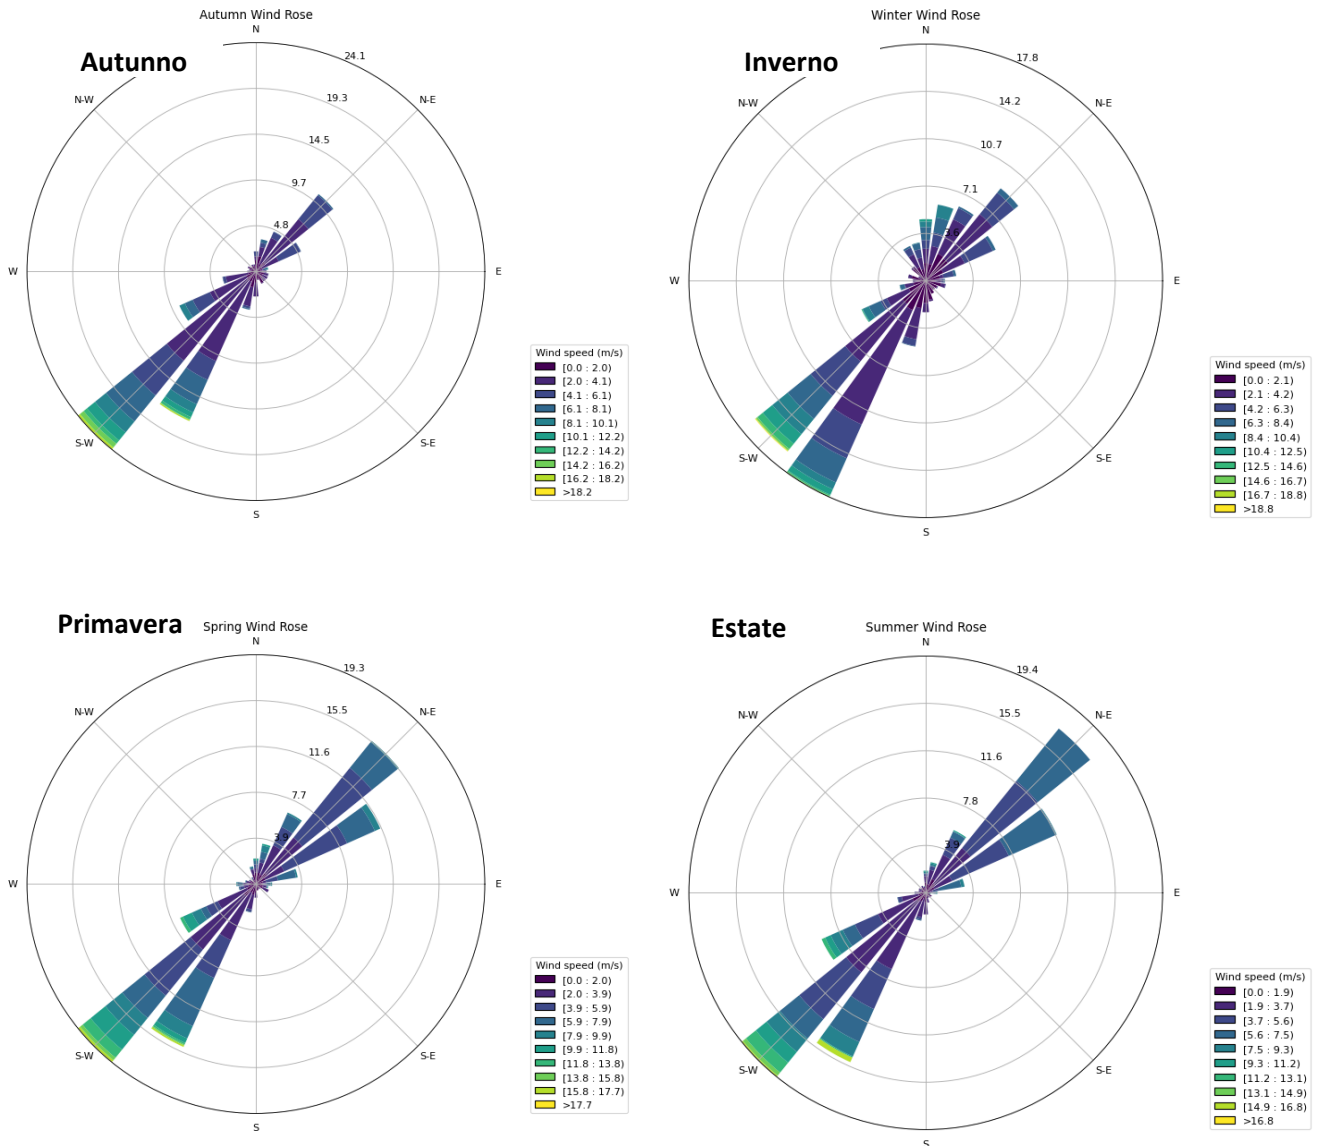 Autumn Wind Rose
Autunno
N
24.1
19.3
14.5
9.7
4.8
N-W
N-E
W
E
S-W
S-E
S
Wind speed (m/s)
[0.0 : 2.0)
[2.0 : 4.1)
[4.1 : 6.1)
[6.1 : 8.1)
[8.1 : 10.1)
[10.1 : 12.2)
[12.2 : 14.2)
[14.2 : 16.2)
[16.2 : 18.2)
>18.2
Winter Wind Rose
Inverno
N
17.8
14.2
10.7
7.1
3.6
N-W
N-E
W
E
S-W
S-E
S
Wind speed (m/s)
[0.0 : 2.1)
[2.1 : 4.2)
[4.2 : 6.3)
[6.3 : 8.4)
[8.4 : 10.4)
[10.4 : 12.5)
[12.5 : 14.6)
[14.6 : 16.7)
[16.7 : 18.8)
>18.8
Primavera
Spring Wind Rose
N
19.3
15.5
11.6
7.7
3.9
N-W
N-E
W
E
S-W
S-E
S
Wind speed (m/s)
[0.0 : 2.0)
[2.0 : 3.9)
[3.9 : 5.9)
[5.9 : 7.9)
[7.9 : 9.9)
[9.9 : 11.8)
[11.8 : 13.8)
[13.8 : 15.8)
[15.8 : 17.7)
>17.7
Estate
Summer Wind Rose
N
19.4
15.5
11.6
7.8
3.9
N-W
N-E
W
E
S-W
S-E
S
Wind speed (m/s)
[0.0 : 1.9)
[1.9 : 3.7)
[3.7 : 5.6)
[5.6 : 7.5)
[7.5 : 9.3)
[9.3 : 11.2)
[11.2 : 13.1)
[13.1 : 14.9)
[14.9 : 16.8)
>16.8